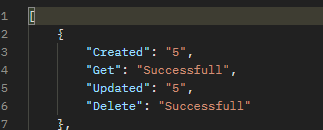 1 [
2 {
3 "Created": "5",
4 "Get": "Successfull",
5 "Updated": "5",
6 "Delete": "Successfull"
7 },